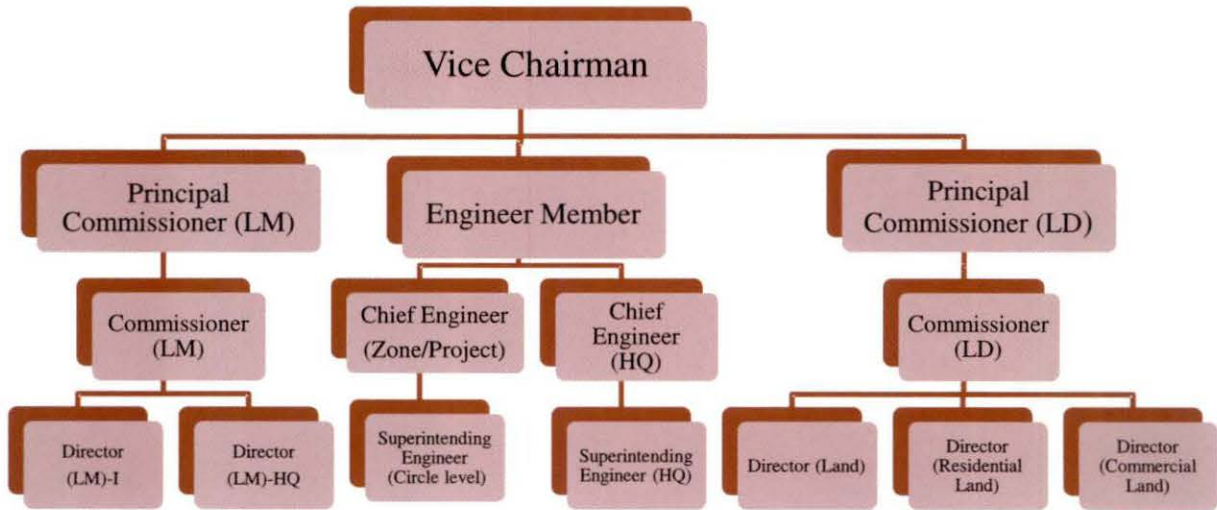 Vice Chairman
Principal
Commissioner (LM)
Engineer Member
Principal
Commissioner (LD)
Commissioner
(LM)
Chief Engineer
(Zone/Project)
Chief
Engineer
(HQ)
Commissioner
(LD)
Director
(LM)-I
Director
(LM)-HQ
Superintending
Engineer
(Circle level)
Superintending
Engineer (HQ)
Director (Land)
Director
(Residential
Land)
Director
(Commercial
Land)